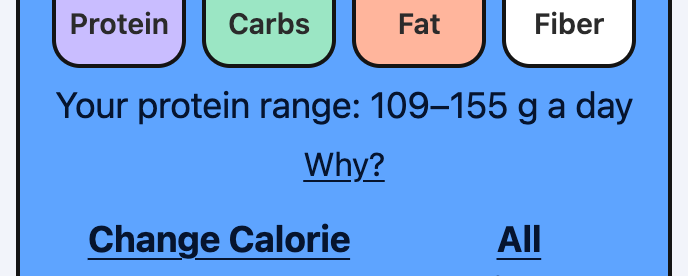 Protein Carbs Fat Fiber
Your protein range: 109–155 g a day
Why?
Change Calorie All